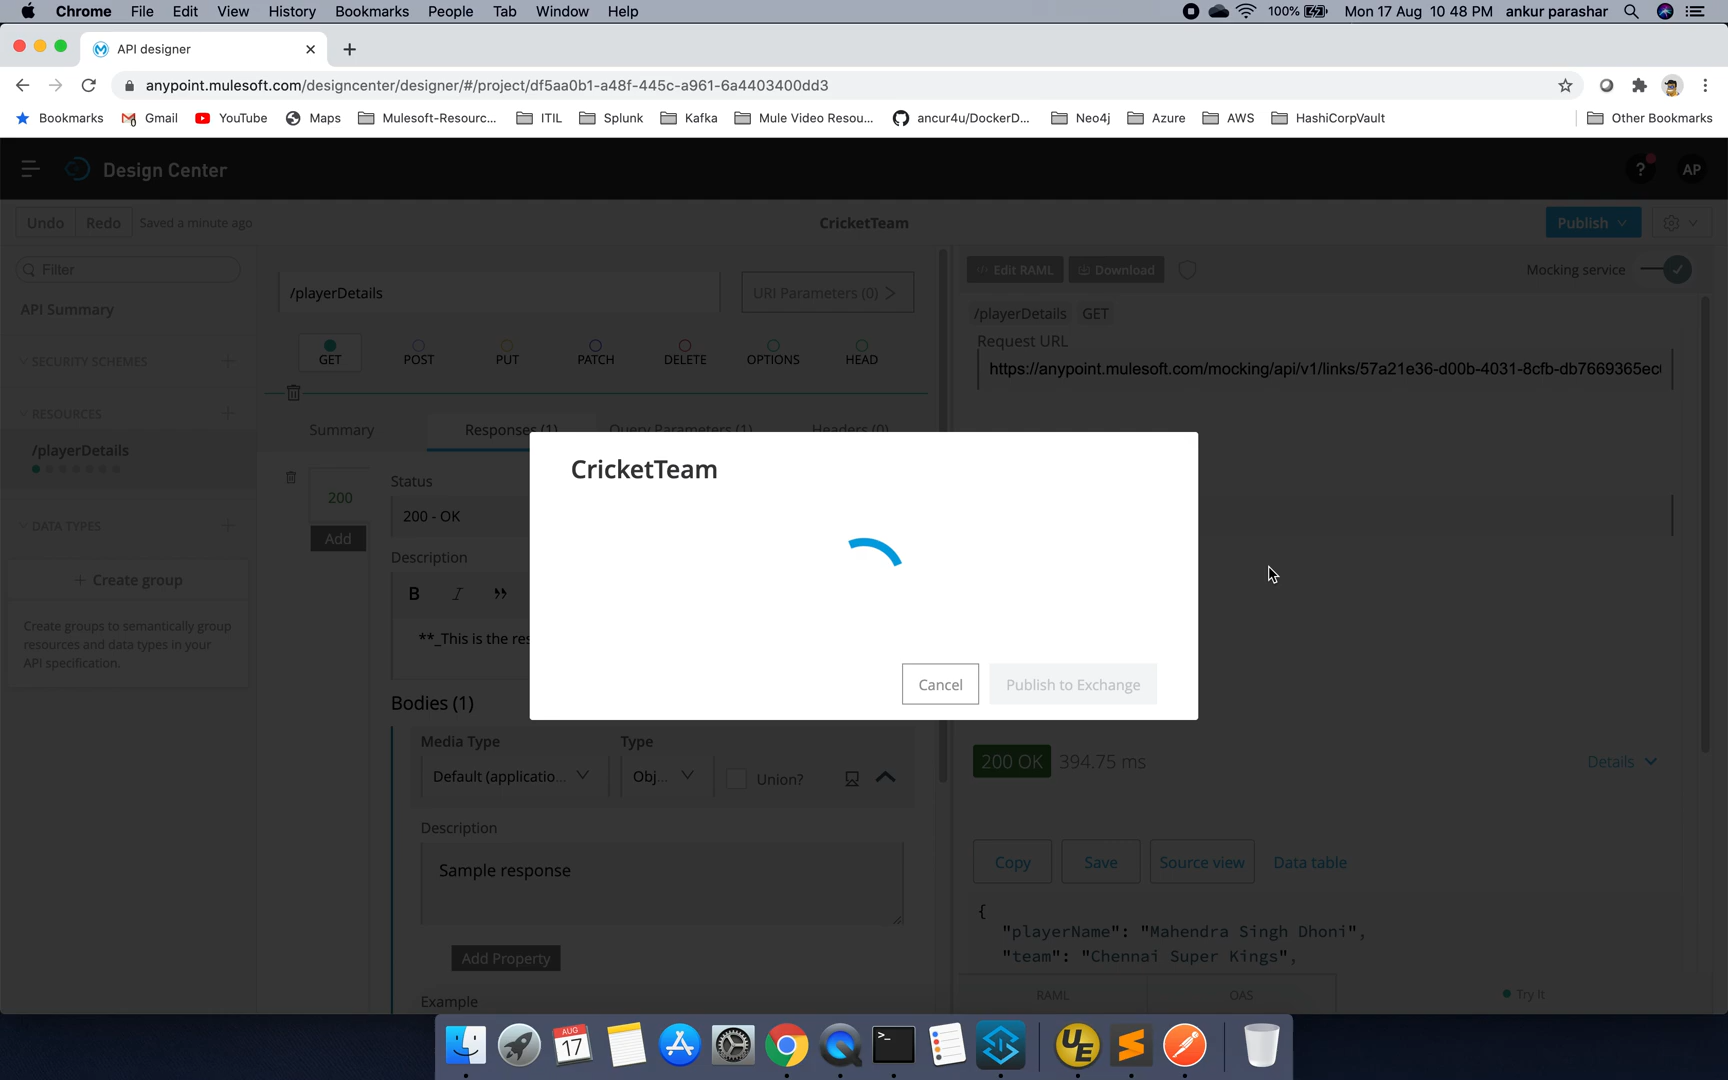 Chrome File Edit View History Bookmarks People Tab Window Help 100% Mon 17 Aug 10 48 PM ankur parashar
API designer
anypoint.mulesoft.com/designcenter/designer/#/project/df5aa0b1-a48f-445c-a961-6a4403400dd3
Bookmarks Gmail YouTube Maps Mulesoft-Resourc... ITIL Splunk Kafka Mule Video Resou... ancur4u/DockerD... Neo4j Azure AWS HashiCorpVault Other Bookmarks
Design Center ? AP
Undo Redo Saved a minute ago CricketTeam Publish
Filter
API Summary
SECURITY SCHEMES
RESOURCES
/playerDetails
DATA TYPES
+ Create group
Create groups to semantically group
resources and data types in your
API specification.
/playerDetails URI Parameters (0) >
GET POST PUT PATCH DELETE OPTIONS HEAD
Summary Responses (1) Query Parameters (1) Headers (0)
200
Add
Status
200 - OK
Description
B I ”
**_This is the res
Bodies (1)
Media Type Type
Default (applicatio... Obj... Union?
Description
Sample response
Add Property
Example
Edit RAML Download Mocking service
/playerDetails GET
Request URL
https://anypoint.mulesoft.com/mocking/api/v1/links/57a21e36-d00b-4031-8cfb-db7669365ec
CricketTeam
Cancel Publish to Exchange
200 OK 394.75 ms Details
Copy Save Source view Data table
{
"playerName": "Mahendra Singh Dhoni",
"team": "Chennai Super Kings",
RAML OAS Try It
AUG
17
>_
UE